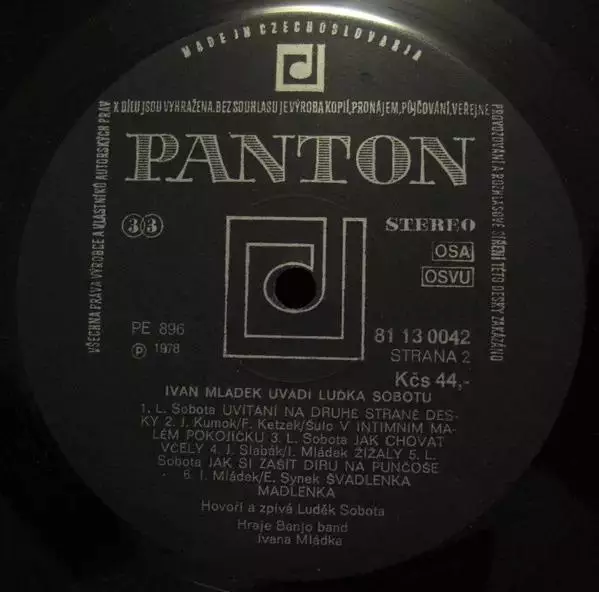 MADE IN CZECHOSLOVAKIA
VŠECHNA PRÁVA VÝROBCE A VLASTNÍKŮ AUTORSKÝCH PRÁV
K DÍLU JSOU VYHRAŽENA. BEZ SOUHLASU JE VÝROBA KOPIÍ, PRONÁJEM, PŮJČOVÁNÍ, VEŘEJNÉ
PROVOZOVÁNÍ A ROZHLASOVÉ ŠÍŘENÍ TÉTO DESKY ZAKÁZÁNO
PANTON
33
STEREO
OSA
OSVU
PE 896
81 13 0042
Ⓟ 1978
STRANA 2
Kčs 44,-
IVAN MLÁDEK UVÁDÍ LUĎKA SOBOTU
1. L. Sobota UVÍTÁNÍ NA DRUHÉ STRANĚ DES-
KY 2. J. Kumok/F. Ketzek/Šulo V INTIMNÍM MA-
LÉM POKOJÍČKU 3. L. Sobota JAK CHOVAT
VČELY 4. J. Slabák/I. Mládek ŽÍŽALY 5. L.
Sobota JAK SI ZAŠÍT DÍRU NA PUNČOŠE
6. I. Mládek/E. Synek ŠVADLENKA
MADLENKA
Hovoří a zpívá Luděk Sobota
Hraje Banjo band
Ivana Mládka